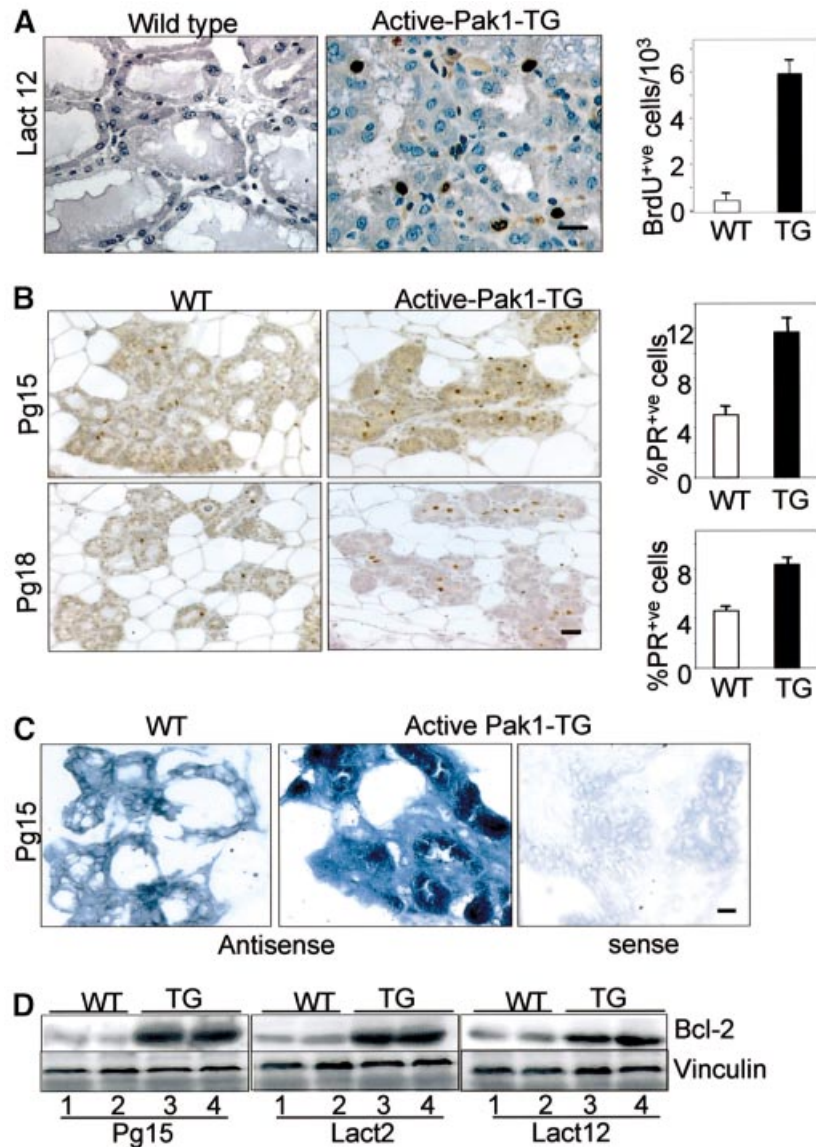 A
Wild type Active-Pak1-TG
Lact 12
BrdU+ve cells/10³
6
4
2
0
WT TG
B
WT Active-Pak1-TG
Pg15
%PR+ve cells
12
8
4
0
WT TG
Pg18
%PR+ve cells
8
4
0
WT TG
C
WT Active Pak1-TG
Pg15
Antisense sense
D
WT TG WT TG WT TG
Bcl-2
Vinculin
1 2 3 4 1 2 3 4 1 2 3 4
Pg15 Lact2 Lact12